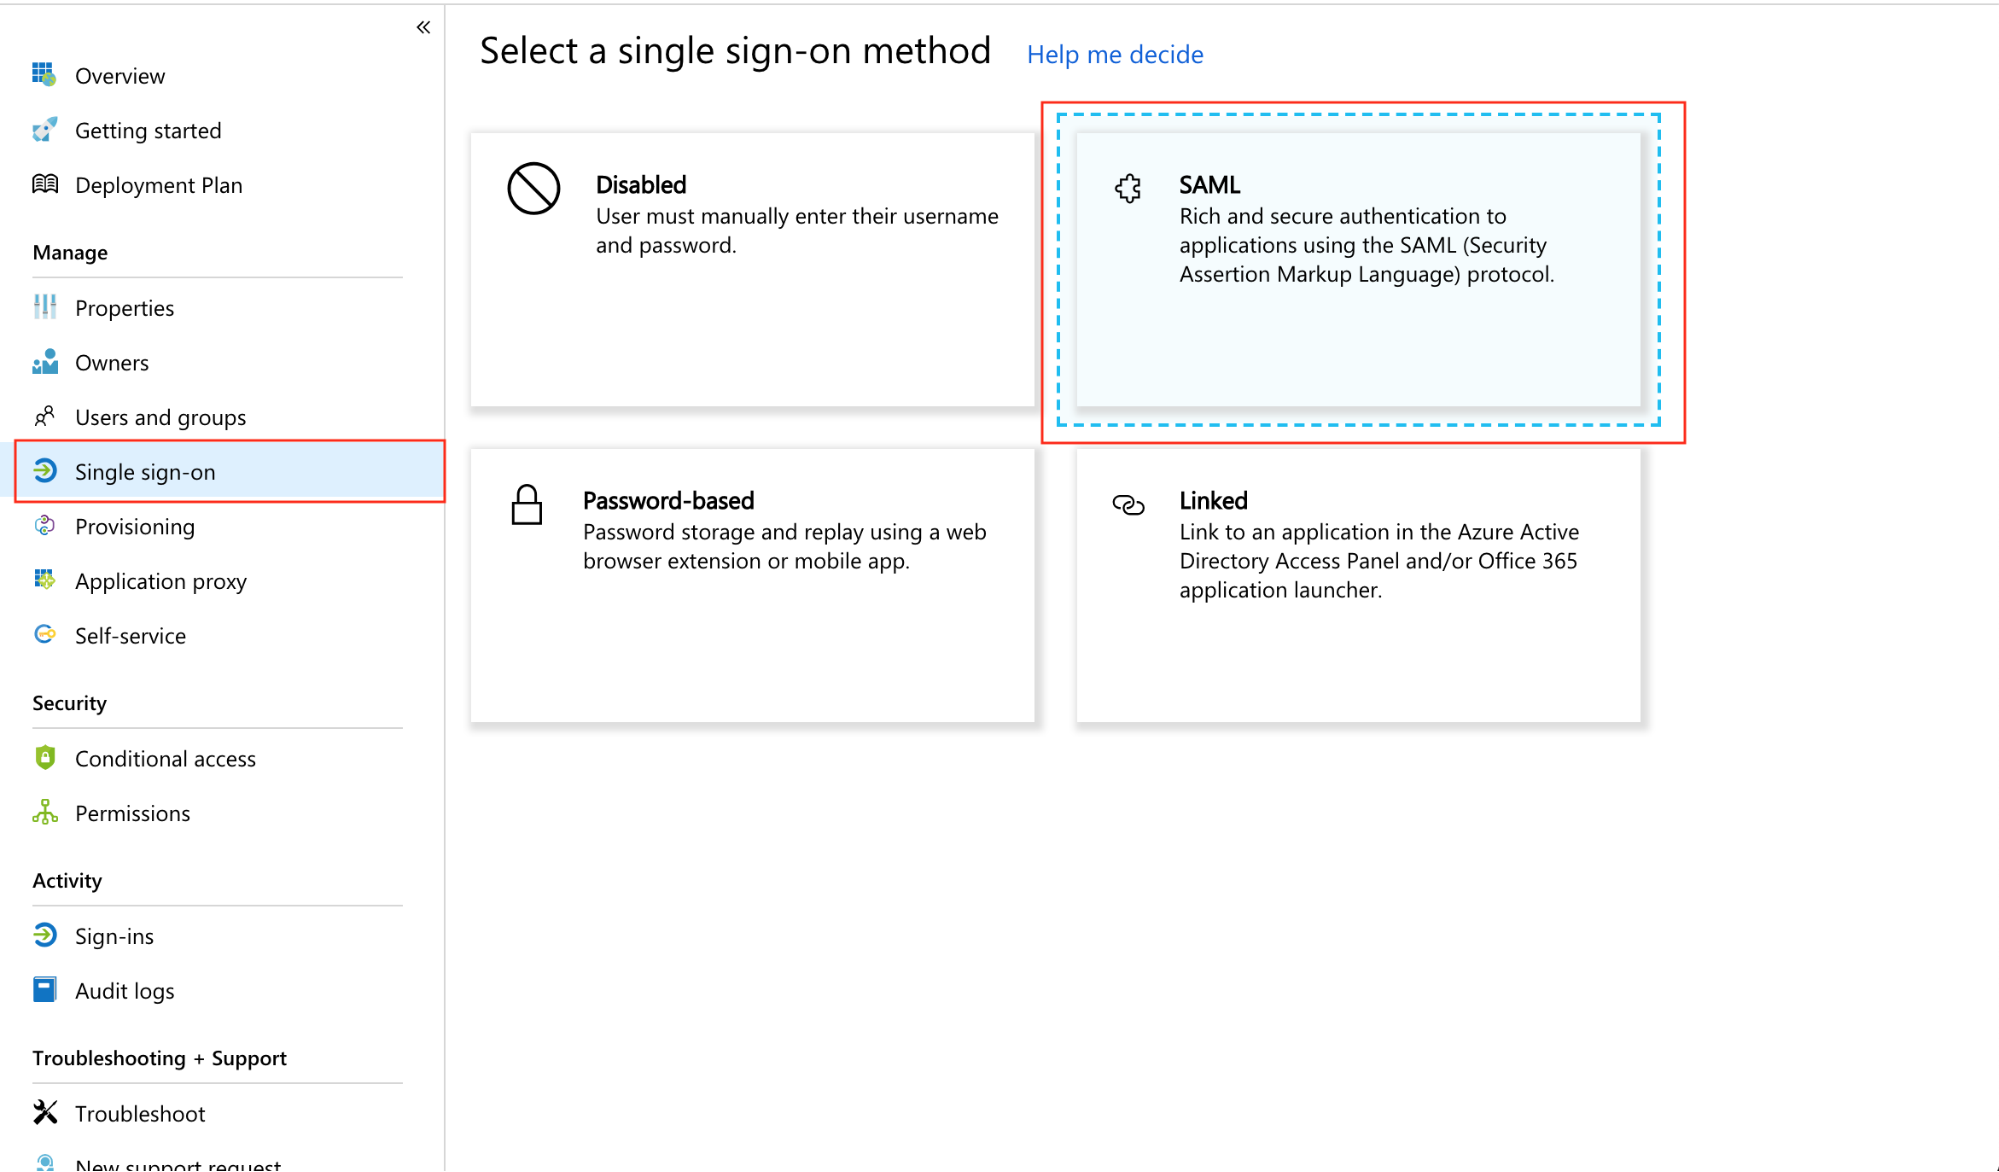 «
Overview
Getting started
Deployment Plan
Manage
Properties
Owners
Users and groups
Single sign-on
Provisioning
Application proxy
Self-service
Security
Conditional access
Permissions
Activity
Sign-ins
Audit logs
Troubleshooting + Support
Troubleshoot
New support request
Select a single sign-on method Help me decide
Disabled
User must manually enter their username
and password.
SAML
Rich and secure authentication to
applications using the SAML (Security
Assertion Markup Language) protocol.
Password-based
Password storage and replay using a web
browser extension or mobile app.
Linked
Link to an application in the Azure Active
Directory Access Panel and/or Office 365
application launcher.